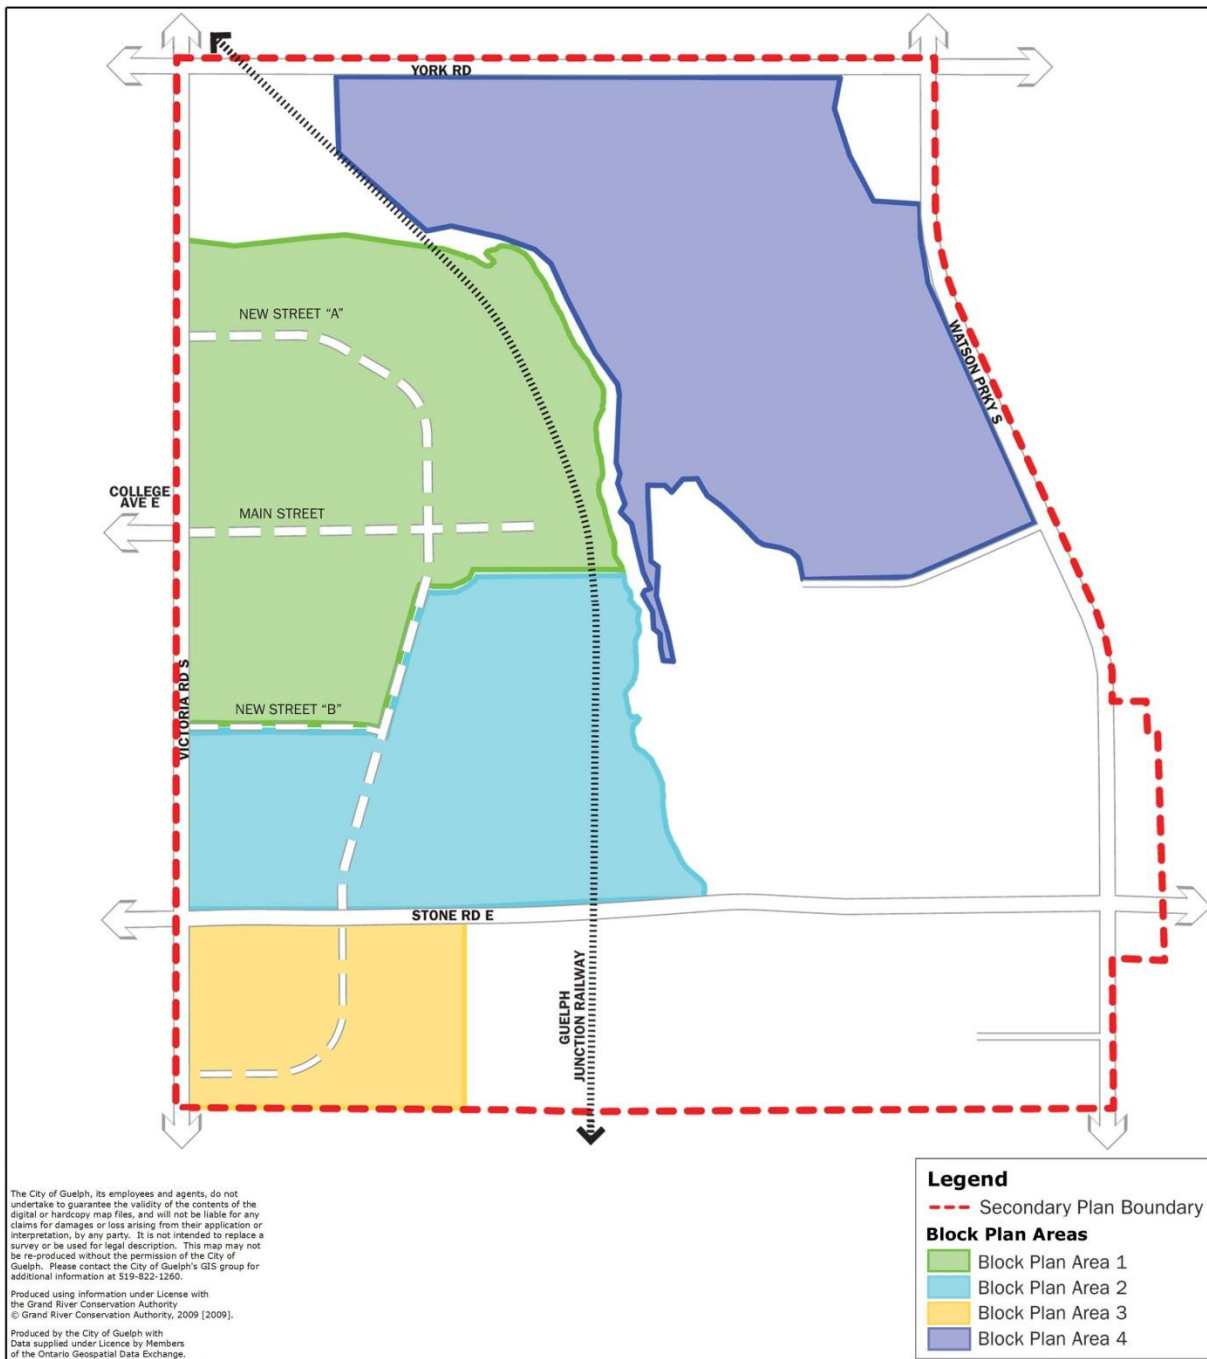 YORK RD
NEW STREET “A”
WATSON PRKY S
COLLEGE
AVE E
MAIN STREET
VICTORIA RD S
NEW STREET “B”
STONE RD E
GUELPH
JUNCTION RAILWAY
The City of Guelph, its employees and agents, do not
undertake to guarantee the validity of the contents of the
digital or hardcopy map files, and will not be liable for any
claims for damages or loss arising from their application or
interpretation, by any party. It is not intended to replace a
survey or be used for legal description. This map may not
be re-produced without the permission of the City of
Guelph. Please contact the City of Guelph's GIS group for
additional information at 519-822-1260.
Produced using information under License with
the Grand River Conservation Authority
© Grand River Conservation Authority, 2009 [2009].
Produced by the City of Guelph with
Data supplied under Licence by Members
of the Ontario Geospatial Data Exchange.
Legend
Secondary Plan Boundary
Block Plan Areas
Block Plan Area 1
Block Plan Area 2
Block Plan Area 3
Block Plan Area 4